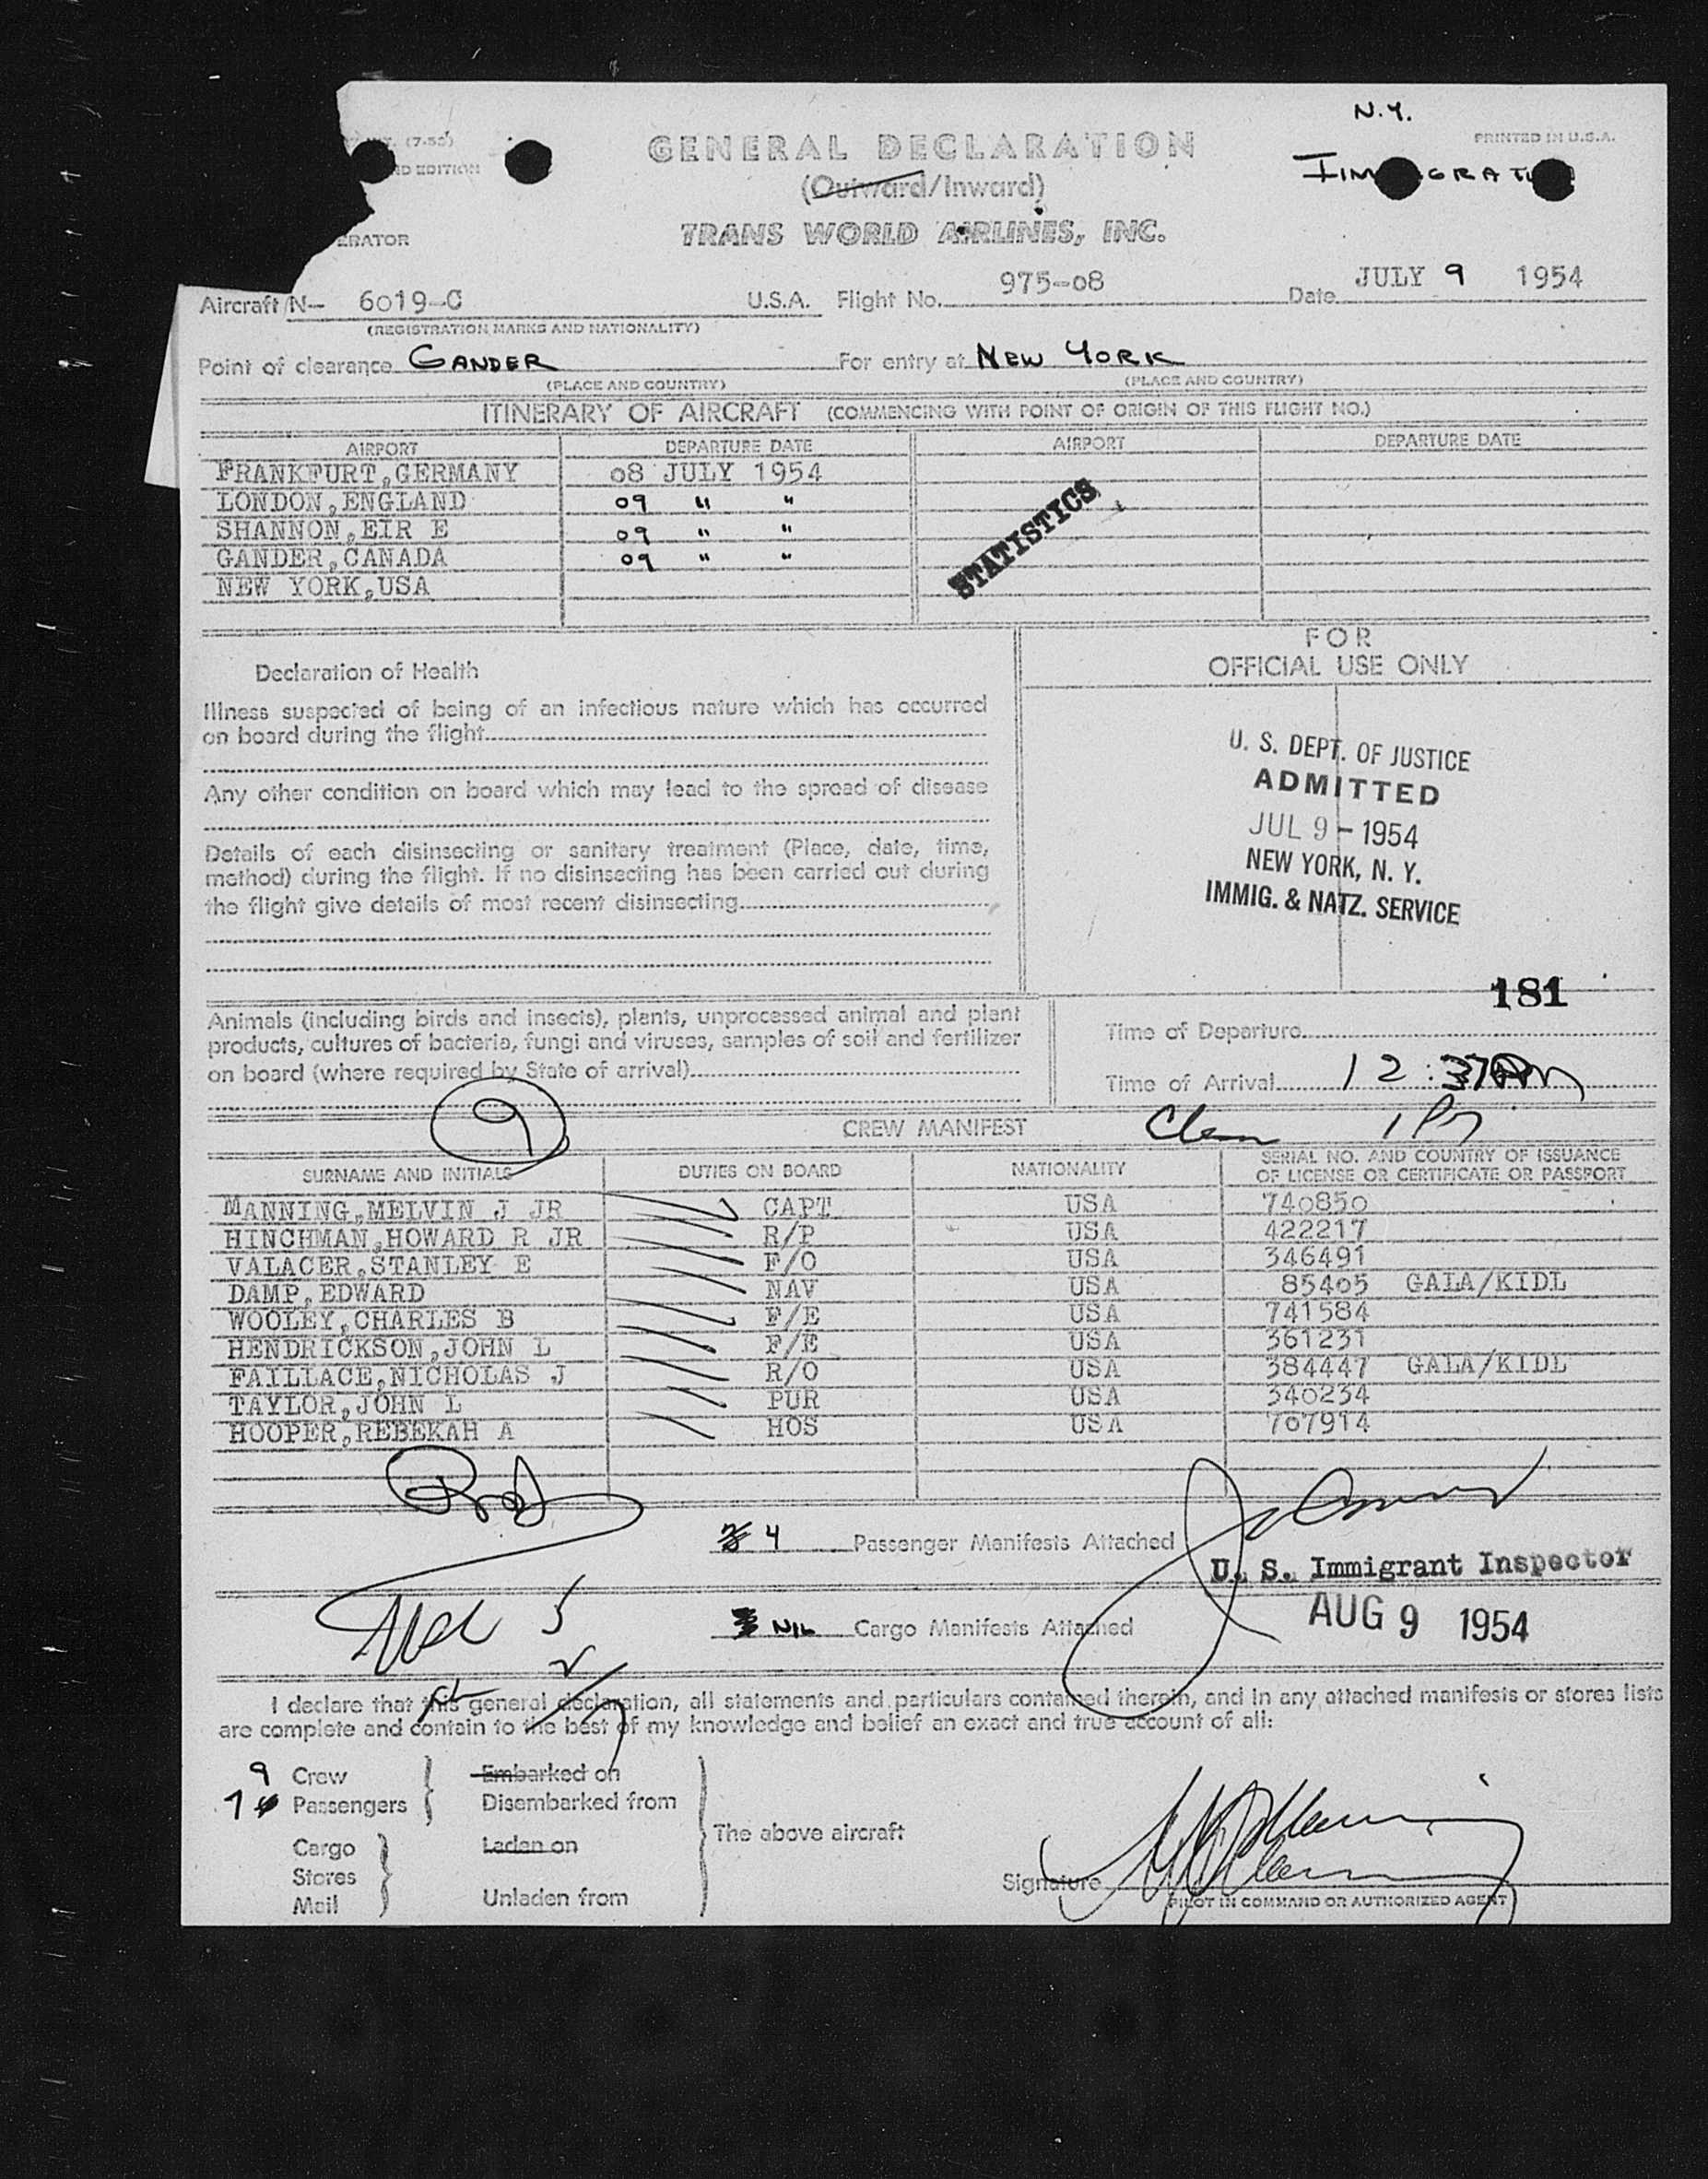 N.Y.
(7-53) GENERAL DECLARATION PRINTED IN U.S.A.
EDITION (Outward/Inward)
ERATOR TRANS WORLD AIRLINES, INC.
Aircraft N- 6019-C U.S.A. Flight No. 975-08 Date JULY 9 1954
(REGISTRATION MARKS AND NATIONALITY)
Point of clearance GANDER For entry at NEW YORK
(PLACE AND COUNTRY) (PLACE AND COUNTRY)
ITINERARY OF AIRCRAFT (COMMENCING WITH POINT OF ORIGIN OF THIS FLIGHT NO.)
AIRPORT DEPARTURE DATE AIRPORT DEPARTURE DATE
FRANKFURT,GERMANY 08 JULY 1954
LONDON,ENGLAND 09 " "
SHANNON,EIR E 09 " "
GANDER,CANADA 09 " "
NEW YORK,USA
STATISTICS
FOR
OFFICIAL USE ONLY
Declaration of Health
Illness suspected of being of an infectious nature which has occurred
on board during the flight
Any other condition on board which may lead to the spread of disease
Details of each disinsecting or sanitary treatment (Place, date, time,
method) during the flight. If no disinsecting has been carried out during
the flight give details of most recent disinsecting
U. S. DEPT. OF JUSTICE
ADMITTED
JUL 9 - 1954
NEW YORK, N. Y.
IMMIG. & NATZ. SERVICE
181
Animals (including birds and insects), plants, unprocessed animal and plant
products, cultures of bacteria, fungi and viruses, samples of soil and fertilizer
on board (where required by State of arrival)
Time of Departure
Time of Arrival 12:37 PM
9
CREW MANIFEST
SURNAME AND INITIALS DUTIES ON BOARD NATIONALITY SERIAL NO. AND COUNTRY OF ISSUANCE
OF LICENSE OR CERTIFICATE OR PASSPORT
MANNING,MELVIN J JR CAPT USA 740850
HINCHMAN,HOWARD R JR R/P USA 422217
VALACER,STANLEY E F/O USA 346491
DAMP,EDWARD NAV USA 85405 GALA/KIDL
WOOLEY,CHARLES B F/E USA 741584
HENDRICKSON,JOHN L F/E USA 361231
FAILLACE,NICHOLAS J R/O USA 384447 GALA/KIDL
TAYLOR,JOHN L PUR USA 340234
HOOPER,REBEKAH A HOS USA 707914
4 Passenger Manifests Attached
U. S. Immigrant Inspector
NIL Cargo Manifests Attached
AUG 9 1954
I declare that this general declaration, all statements and particulars contained therein, and in any attached manifests or stores lists
are complete and contain to the best of my knowledge and belief an exact and true account of all:
9 Crew Embarked on
Passengers Disembarked from
The above aircraft
Cargo Laden on
Stores
Mail Unladen from
Signature
PILOT IN COMMAND OR AUTHORIZED AGENT